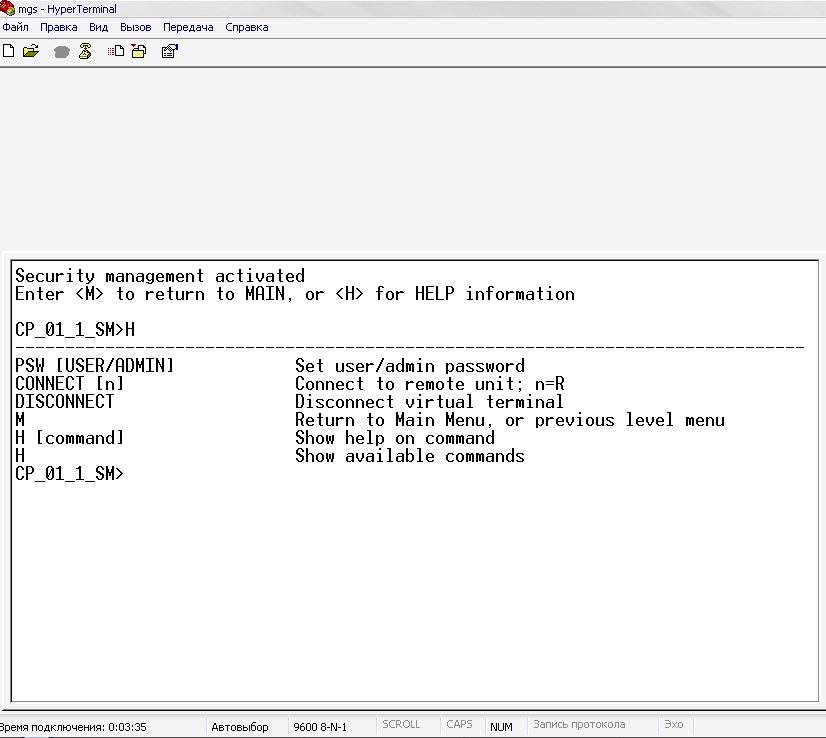 mgs - HyperTerminal
Файл Правка Вид Вызов Передача Справка
Security management activated
Enter <M> to return to MAIN, or <H> for HELP information
CP_01_1_SM>H
--------------------------------------------------------------------------------
PSW [USER/ADMIN] Set user/admin password
CONNECT [n] Connect to remote unit; n=R
DISCONNECT Disconnect virtual terminal
M Return to Main Menu, or previous level menu
H [command] Show help on command
H Show available commands
CP_01_1_SM>
Время подключения: 0:03:35 Автовыбор 9600 8-N-1 SCROLL CAPS NUM Запись протокола Эхо